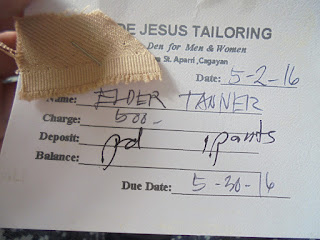 DE JESUS TAILORING
Den for Men & Women
St. Aparri, Cagayan
Date: 5-2-16
Name: ELDER TANNER
Charge: 500-
Deposit: pd 1, pants
Balance:
Due Date: 5-30-16